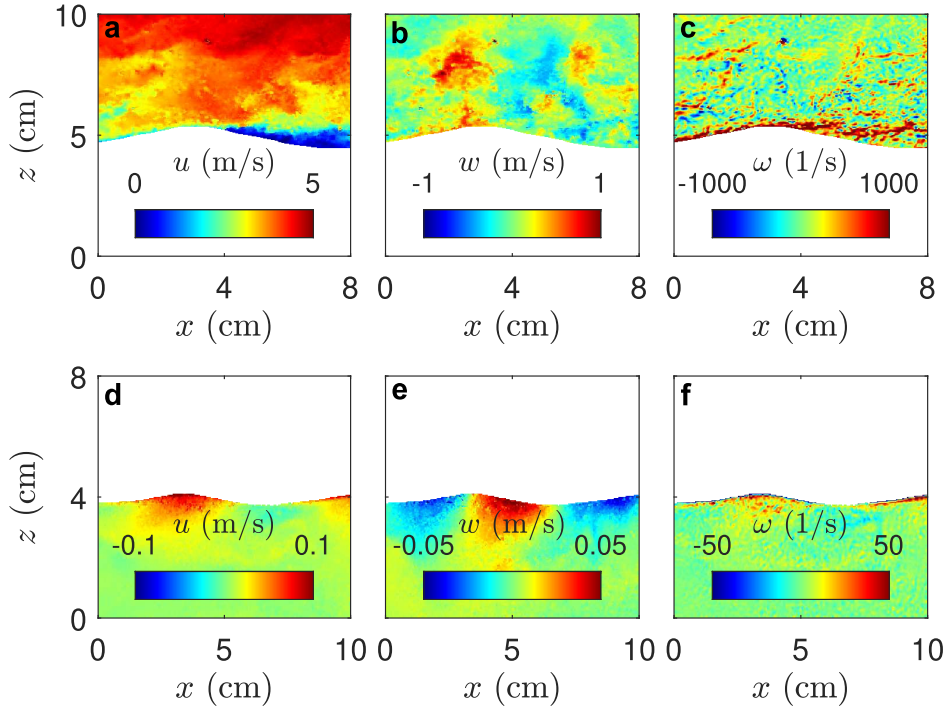 a b c
10
z (cm)
5
u (m/s) w (m/s) ω (1/s)
0 5 -1 1 -1000 1000
0
0 4 8 0 4 8 0 4 8
x (cm) x (cm) x (cm)
d e f
8
z (cm)
4
u (m/s) w (m/s) ω (1/s)
-0.1 0.1 -0.05 0.05 -50 50
0
0 5 10 0 5 10 0 5 10
x (cm) x (cm) x (cm)